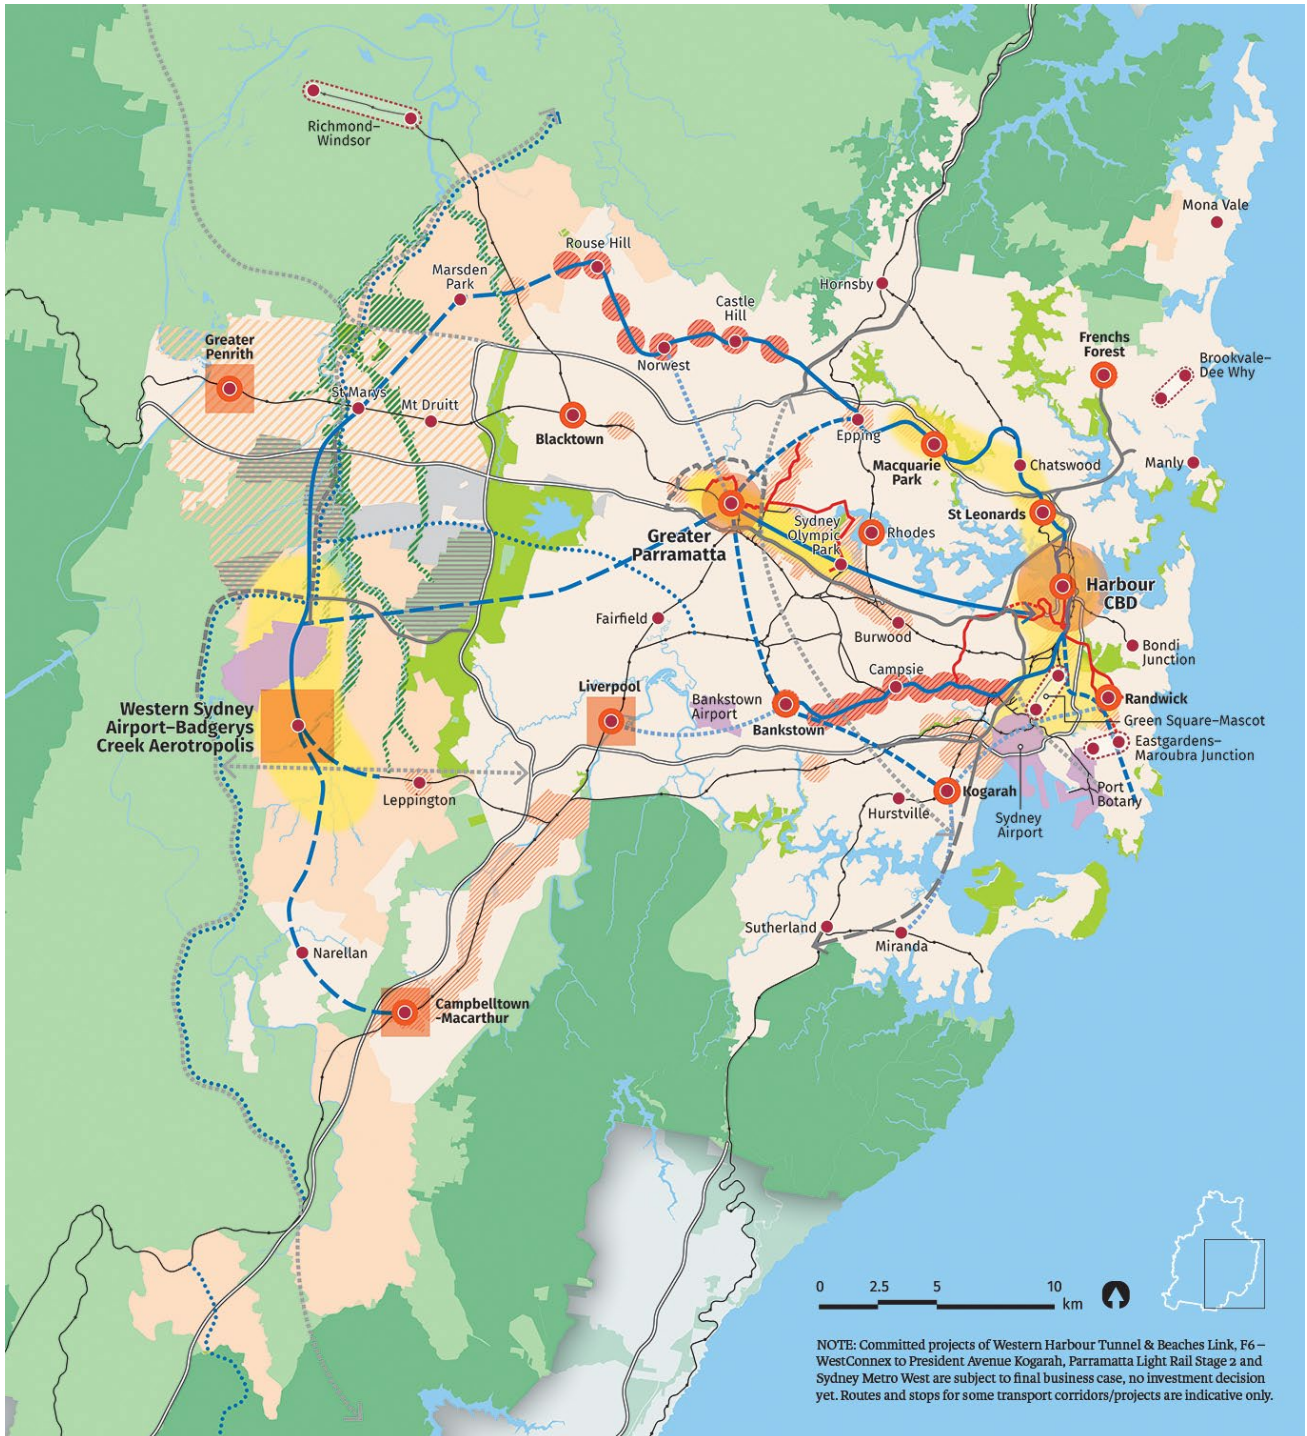 Richmond–
Windsor
Mona Vale
Rouse Hill
Marsden
Park
Hornsby
Castle
Hill
Greater
Penrith
Frenchs
Forest
Norwest
Brookvale–
Dee Why
St Marys
Mt Druitt
Blacktown
Epping
Macquarie
Park
Chatswood
Manly
St Leonards
Sydney
Olympic
Park
Rhodes
Greater
Parramatta
Harbour
CBD
Fairfield
Burwood
Bondi
Junction
Campsie
Liverpool
Bankstown
Airport
Randwick
Western Sydney
Airport–Badgerys
Creek Aerotropolis
Bankstown
Green Square–Mascot
Eastgardens–
Maroubra Junction
Leppington
Kogarah
Port
Botany
Hurstville
Sydney
Airport
Sutherland
Miranda
Narellan
Campbelltown
-Macarthur
0 2.5 5 10
km
NOTE: Committed projects of Western Harbour Tunnel & Beaches Link, F6 –
WestConnex to President Avenue Kogarah, Parramatta Light Rail Stage 2 and
Sydney Metro West are subject to final business case, no investment decision
yet. Routes and stops for some transport corridors/projects are indicative only.